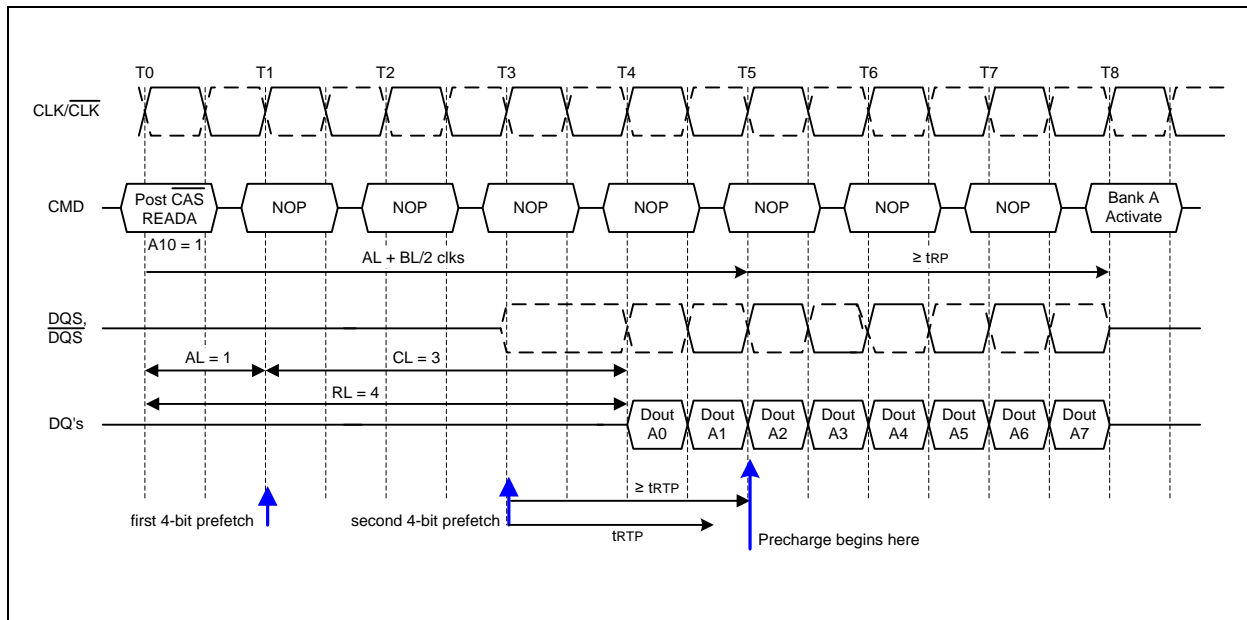 T0 T1 T2 T3 T4 T5 T6 T7 T8
CLK/CLK
CMD
Post CAS READA
NOP NOP NOP NOP NOP NOP NOP
Bank A Activate
A10 = 1
AL + BL/2 clks
≥ tRP
DQS,
DQS
AL = 1
CL = 3
RL = 4
DQ's
Dout A0 Dout A1 Dout A2 Dout A3 Dout A4 Dout A5 Dout A6 Dout A7
≥ tRTP
first 4-bit prefetch
second 4-bit prefetch
tRTP
Precharge begins here